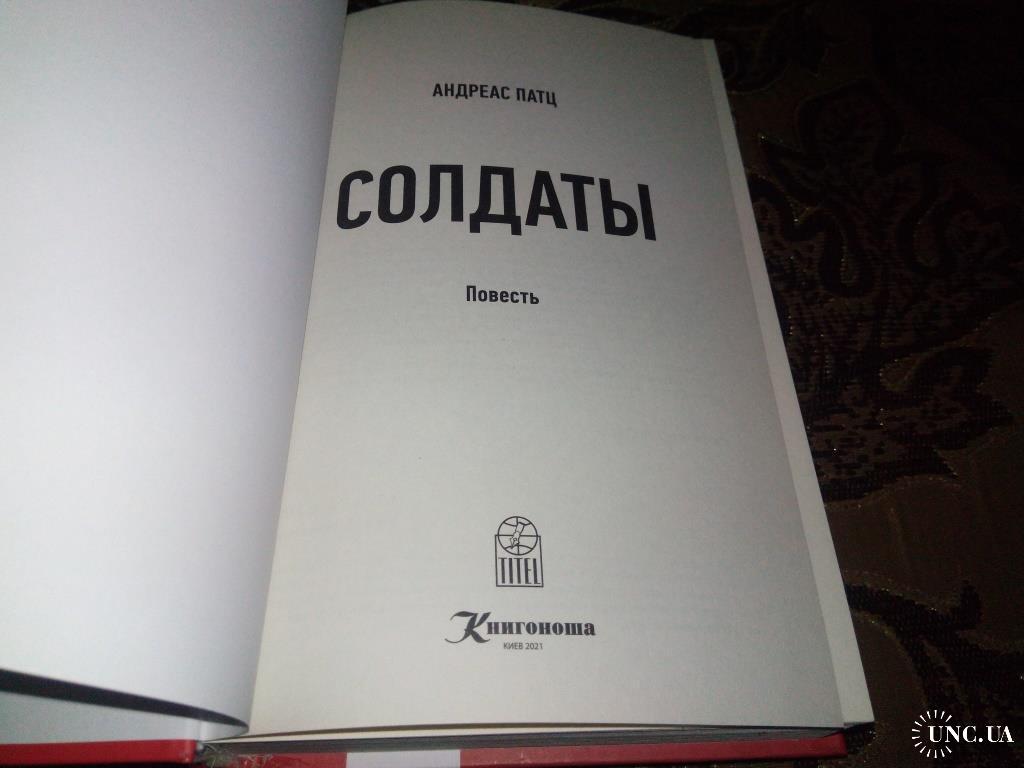 АНДРЕАС ПАТЦ
СОЛДАТЫ
Повесть
TITEL
Книгоноша
КИЕВ 2021
UNC.UA